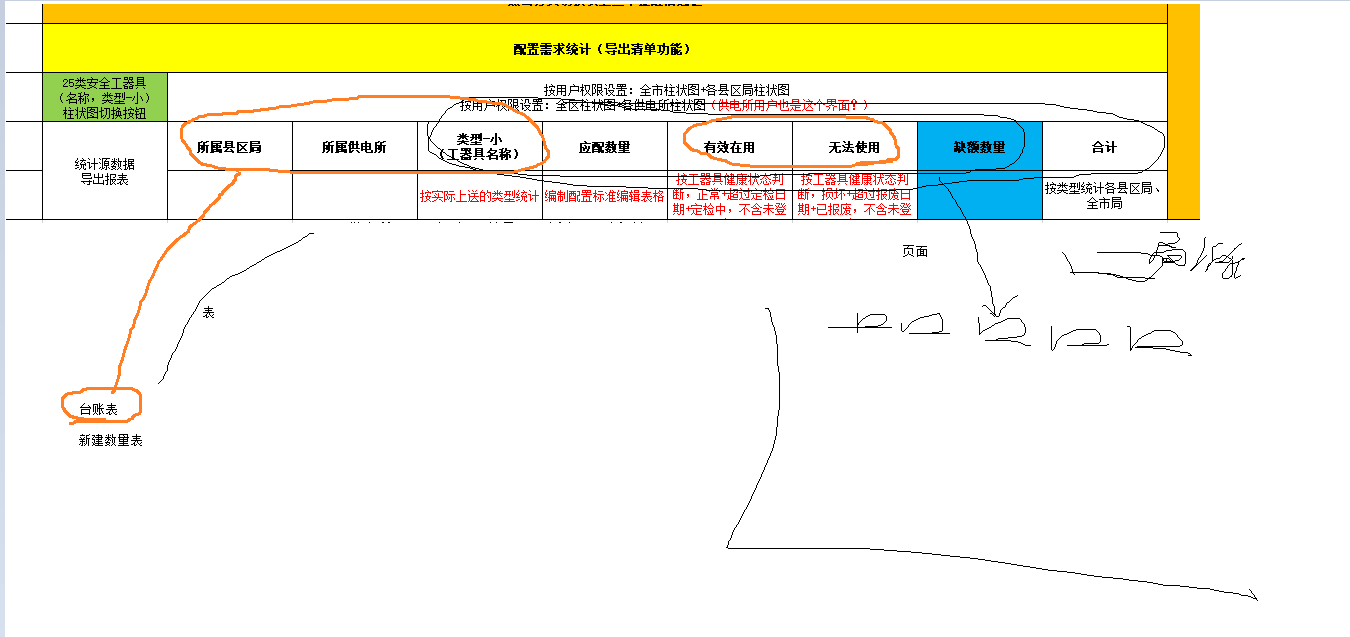 配置需求统计（导出清单功能）
25类安全工器具
（名称，类型-小）
柱状图切换按钮
按用户权限设置：全市柱状图+各县区局柱状图
按用户权限设置：全区柱状图+各供电所柱状图（供电所用户也是这个界面？）
统计源数据
导出报表
所属县区局
所属供电所
类型-小
（工器具名称）
应配数量
有效在用
无法使用
缺额数量
合计
按实际上送的类型统计
编制配置标准编辑表格
按工器具健康状态判
断，正常+超过定检日
期+定检中，不含未登
按工器具健康状态判
断，损坏+超过报废日
期+已报废，不含未登
按类型统计各县区局、
全市局
页面
表
台账表
新建数量表